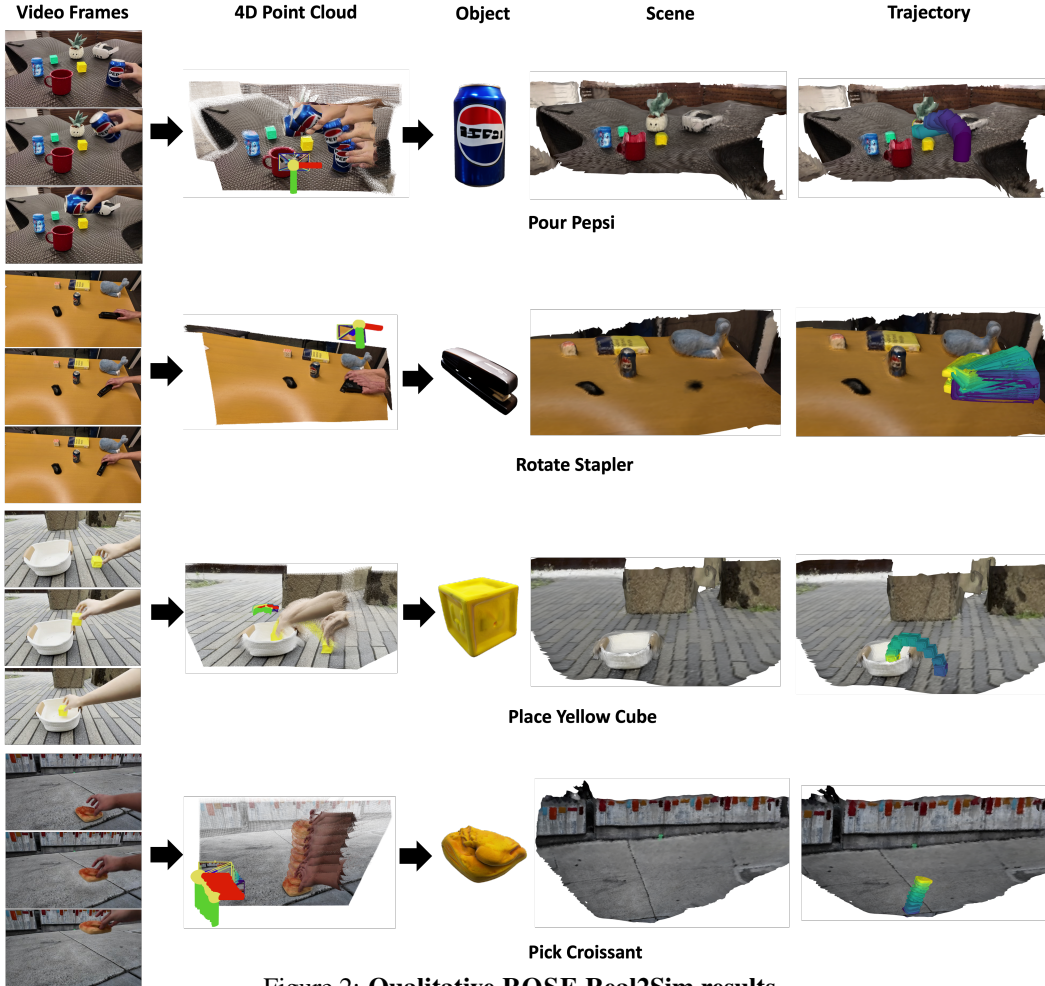 Video Frames 4D Point Cloud Object Scene Trajectory
Pour Pepsi
Rotate Stapler
Place Yellow Cube
Pick Croissant
Figure 2: Qualitative ROSE Real2Sim results